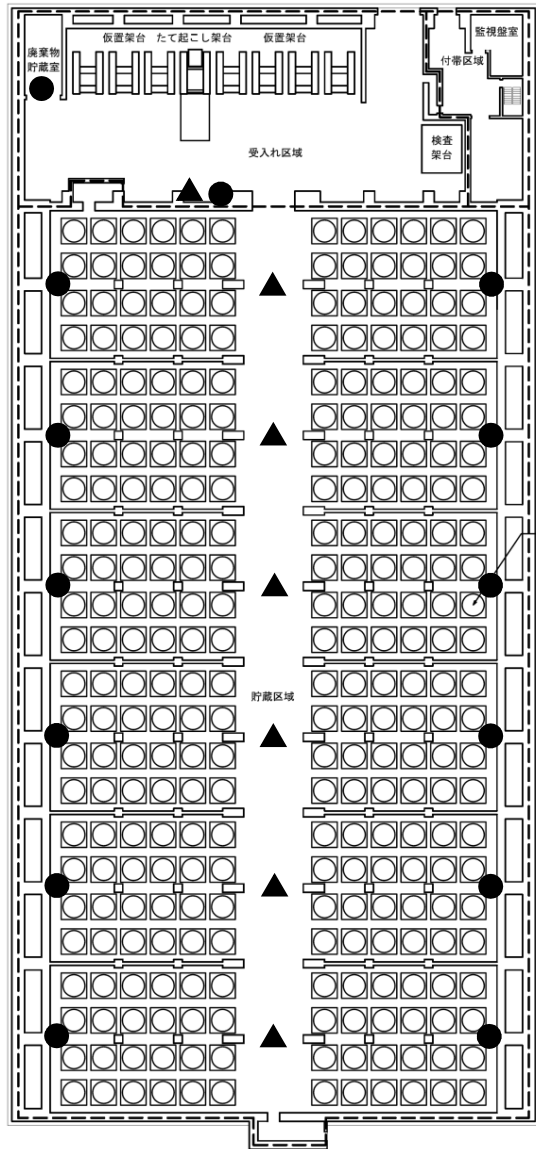 廃棄物
貯蔵室
仮置架台
たて起こし架台
仮置架台
監視盤室
付帯区域
受入れ区域
検査
架台
貯蔵区域